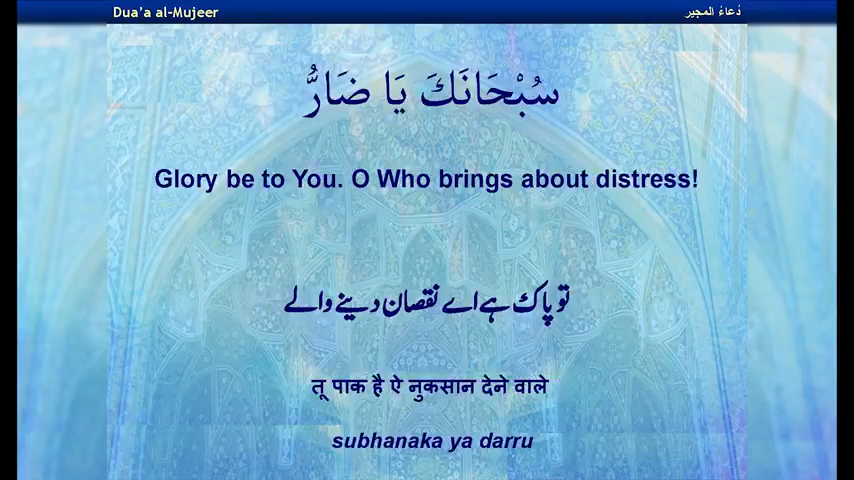 Dua'a al-Mujeer دُعاءُ المجير
سُبْحَانَكَ يَا ضَارُّ
Glory be to You. O Who brings about distress!
تو پاک ہے اے نقصان دینے والے
तू पाक है ऐ नुकसान देने वाले
subhanaka ya darru